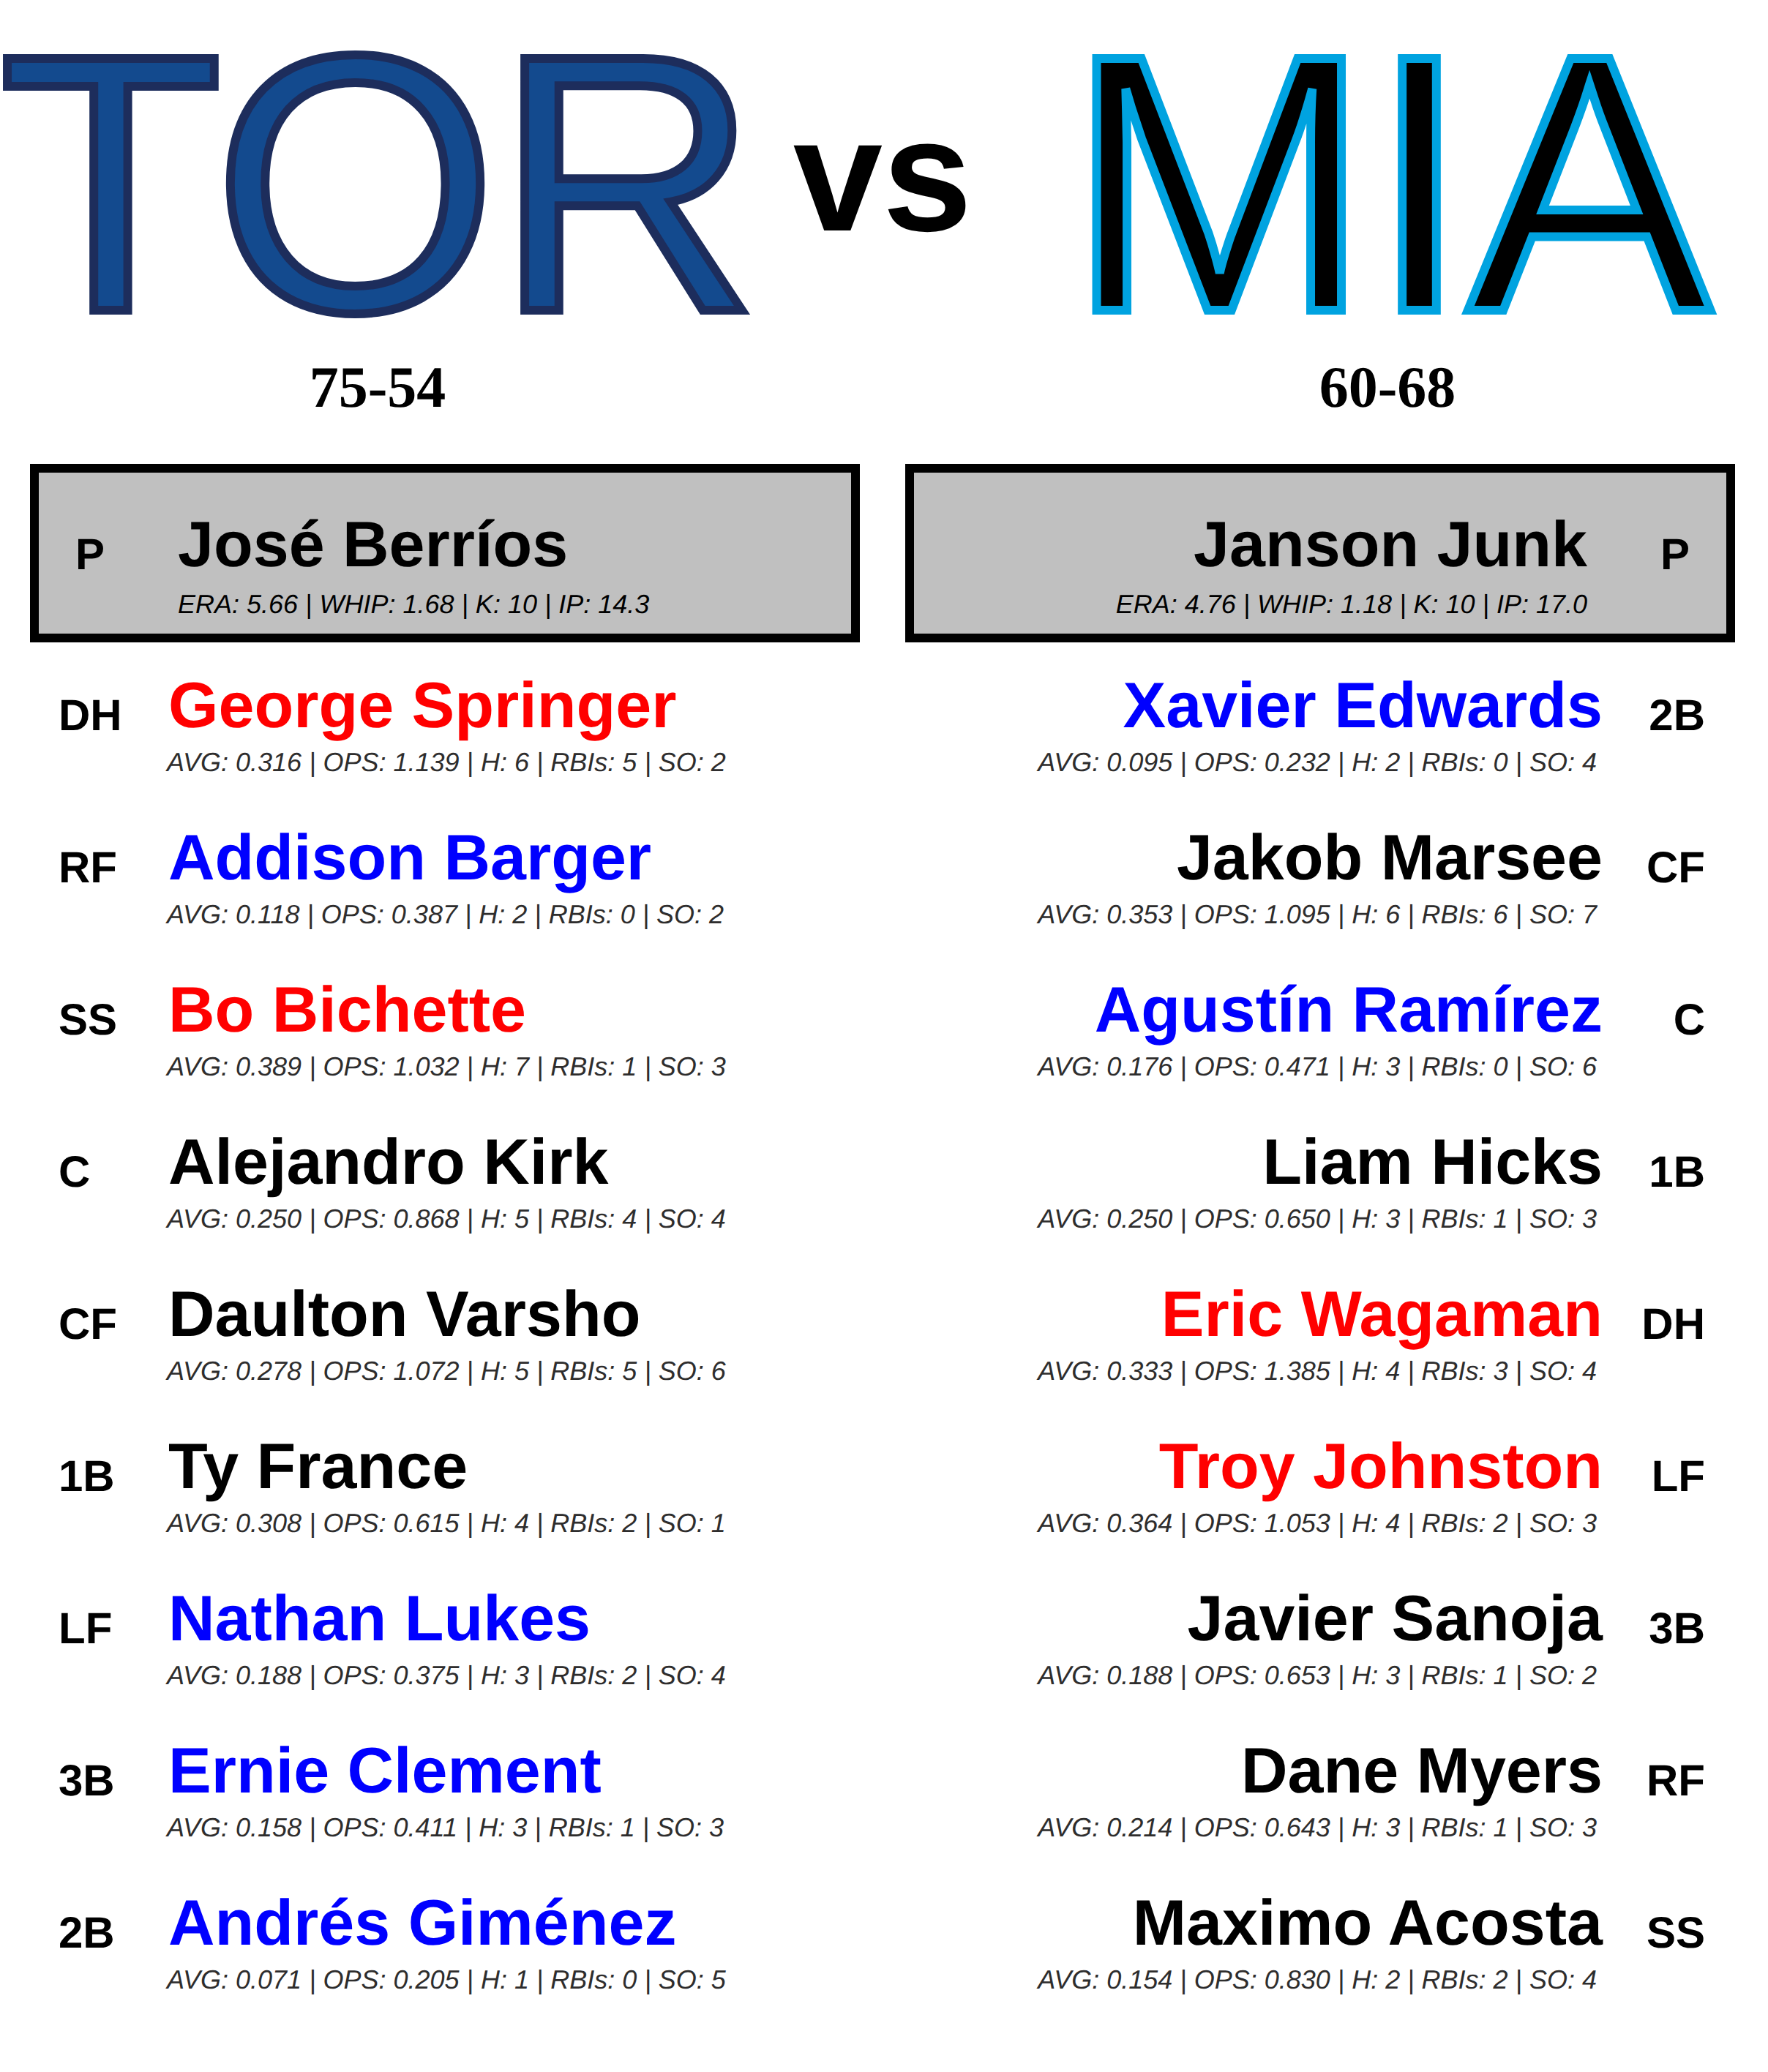 TOR vs MIA
75-54
60-68
P José Berríos
ERA: 5.66 | WHIP: 1.68 | K: 10 | IP: 14.3
Janson Junk P
ERA: 4.76 | WHIP: 1.18 | K: 10 | IP: 17.0
DH George Springer
AVG: 0.316 | OPS: 1.139 | H: 6 | RBIs: 5 | SO: 2
RF Addison Barger
AVG: 0.118 | OPS: 0.387 | H: 2 | RBIs: 0 | SO: 2
SS Bo Bichette
AVG: 0.389 | OPS: 1.032 | H: 7 | RBIs: 1 | SO: 3
C Alejandro Kirk
AVG: 0.250 | OPS: 0.868 | H: 5 | RBIs: 4 | SO: 4
CF Daulton Varsho
AVG: 0.278 | OPS: 1.072 | H: 5 | RBIs: 5 | SO: 6
1B Ty France
AVG: 0.308 | OPS: 0.615 | H: 4 | RBIs: 2 | SO: 1
LF Nathan Lukes
AVG: 0.188 | OPS: 0.375 | H: 3 | RBIs: 2 | SO: 4
3B Ernie Clement
AVG: 0.158 | OPS: 0.411 | H: 3 | RBIs: 1 | SO: 3
2B Andrés Giménez
AVG: 0.071 | OPS: 0.205 | H: 1 | RBIs: 0 | SO: 5
Xavier Edwards 2B
AVG: 0.095 | OPS: 0.232 | H: 2 | RBIs: 0 | SO: 4
Jakob Marsee CF
AVG: 0.353 | OPS: 1.095 | H: 6 | RBIs: 6 | SO: 7
Agustín Ramírez C
AVG: 0.176 | OPS: 0.471 | H: 3 | RBIs: 0 | SO: 6
Liam Hicks 1B
AVG: 0.250 | OPS: 0.650 | H: 3 | RBIs: 1 | SO: 3
Eric Wagaman DH
AVG: 0.333 | OPS: 1.385 | H: 4 | RBIs: 3 | SO: 4
Troy Johnston LF
AVG: 0.364 | OPS: 1.053 | H: 4 | RBIs: 2 | SO: 3
Javier Sanoja 3B
AVG: 0.188 | OPS: 0.653 | H: 3 | RBIs: 1 | SO: 2
Dane Myers RF
AVG: 0.214 | OPS: 0.643 | H: 3 | RBIs: 1 | SO: 3
Maximo Acosta SS
AVG: 0.154 | OPS: 0.830 | H: 2 | RBIs: 2 | SO: 4